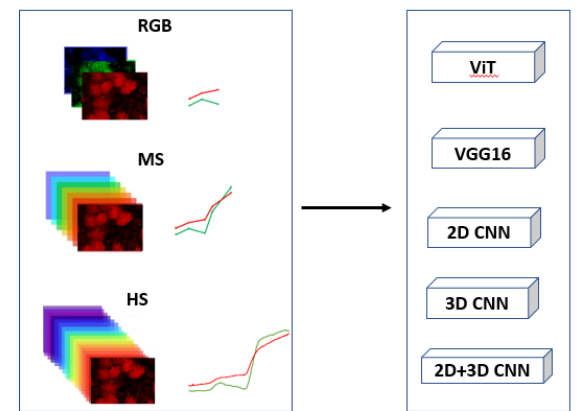 RGB
MS
HS
ViT
VGG16
2D CNN
3D CNN
2D+3D CNN